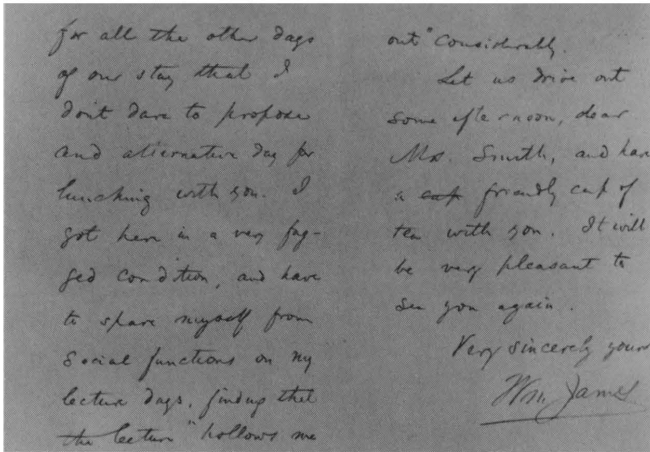 for all the other days
of our stay that I
don't dare to propose
and alternative day for
lunching with you. I
got here in a very fag-
ged condition, and have
to spare myself from
social functions on my
lecture days, finding that
the lecture "hollows me
out" considerably.
Let us drive out
some afternoon, dear
Mrs. Smith, and have
a cup friendly cup of
tea with you. It will
be very pleasant to
see you again.
Very sincerely yours
Wm. James